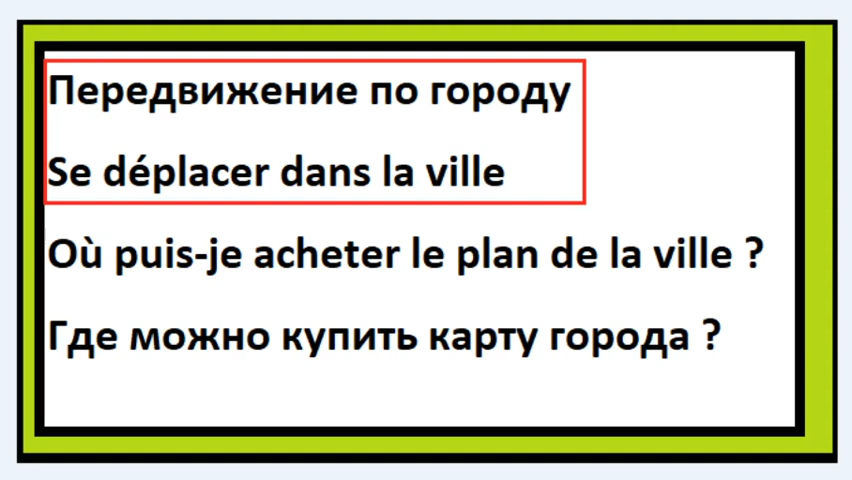 Передвижение по городу
Se déplacer dans la ville
Où puis-je acheter le plan de la ville ?
Где можно купить карту города ?